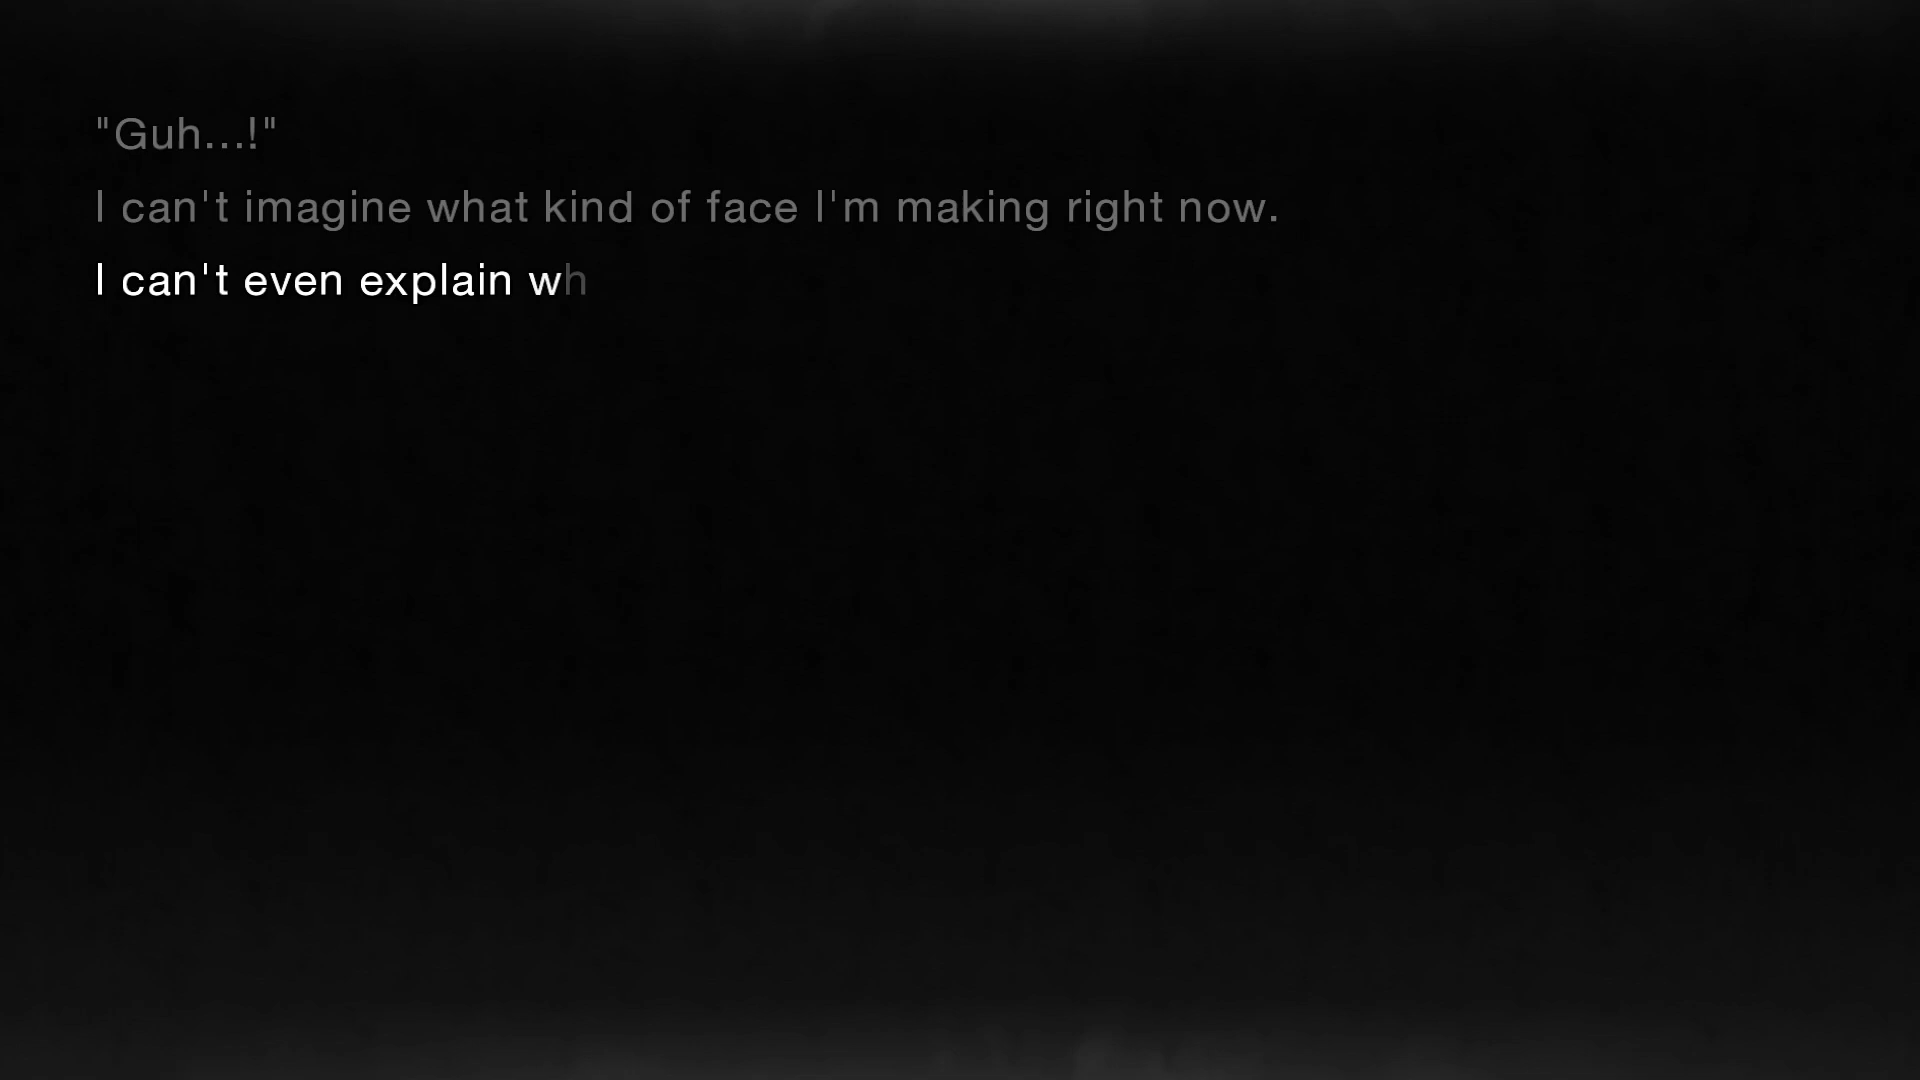 "Guh...!"
I can't imagine what kind of face I'm making right now.
I can't even explain wh